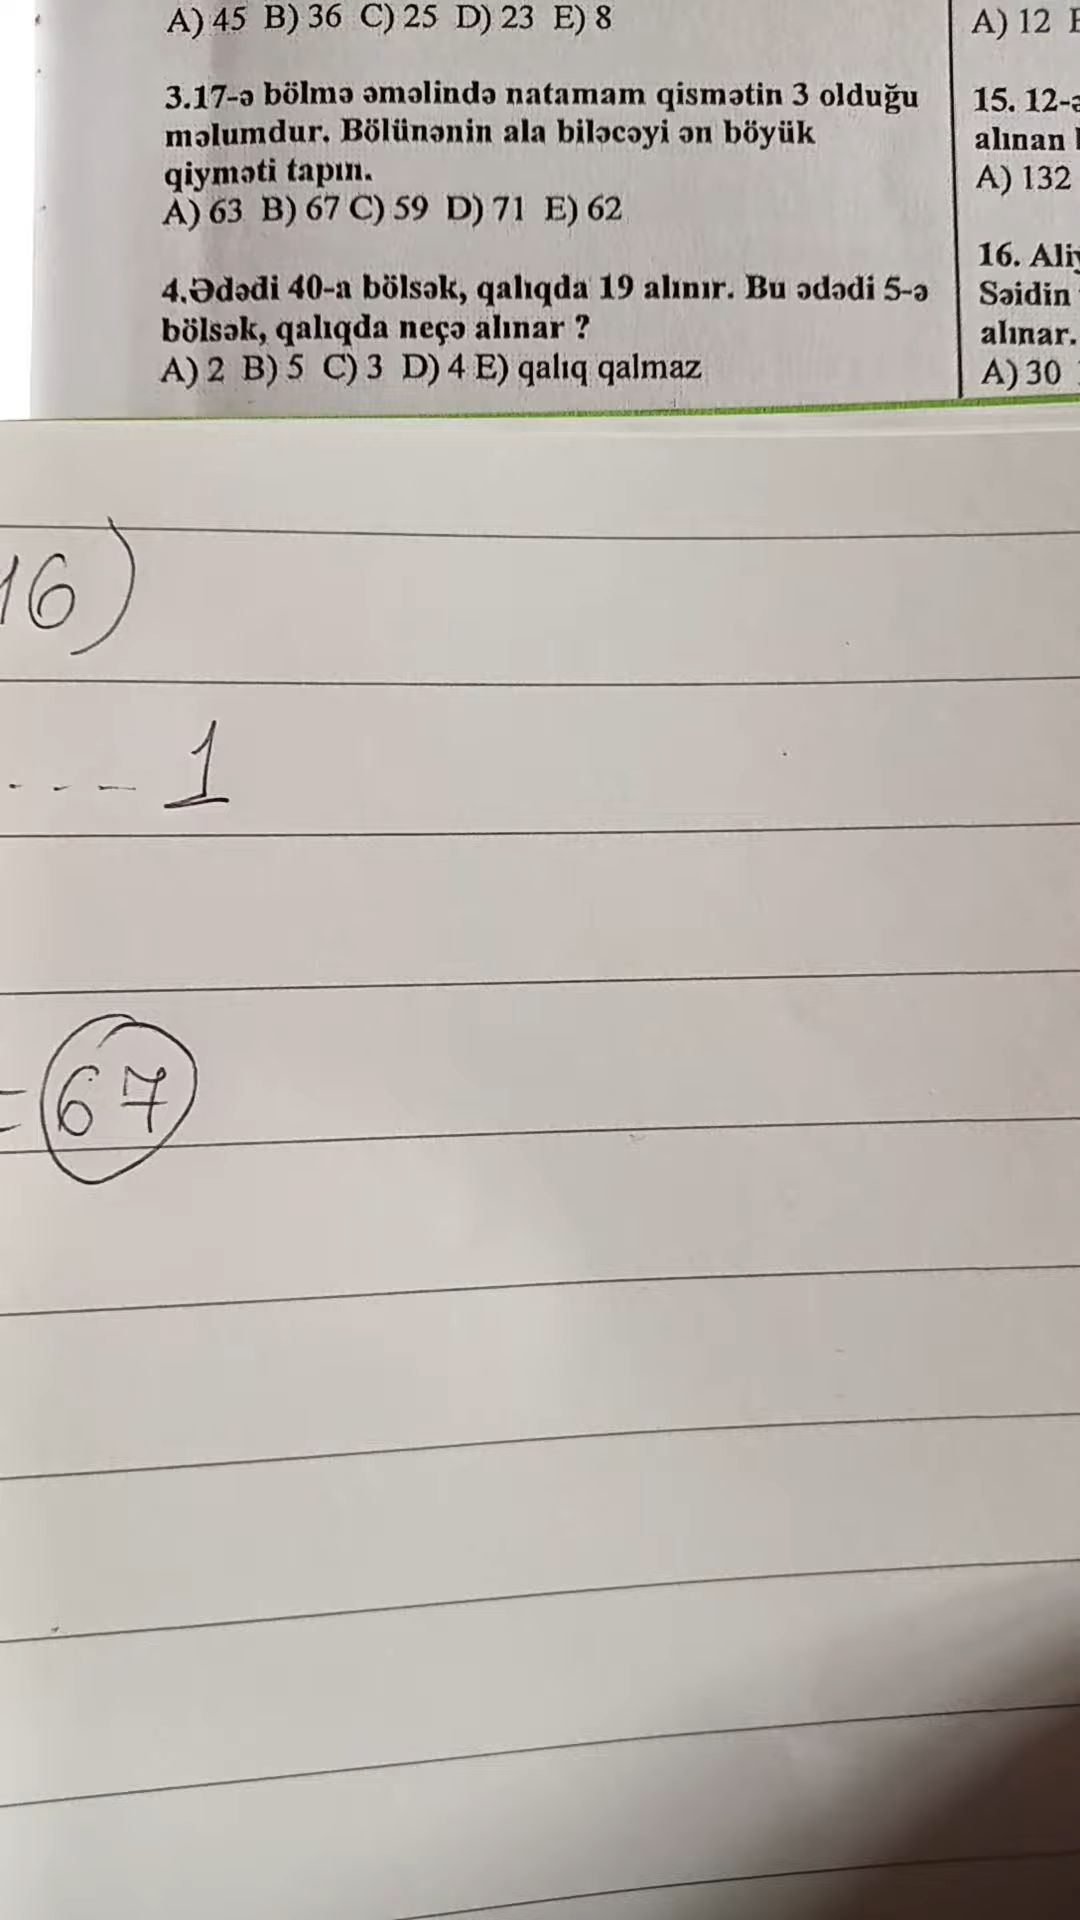 A) 45 B) 36 C) 25 D) 23 E) 8
3.17-ə bölmə əməlində natamam qismətin 3 olduğu
məlumdur. Bölünənin ala biləcəyi ən böyük
qiyməti tapın.
A) 63 B) 67 C) 59 D) 71 E) 62
4.Ədədi 40-a bölsək, qalıqda 19 alınır. Bu ədədi 5-ə
bölsək, qalıqda neçə alınar ?
A) 2 B) 5 C) 3 D) 4 E) qalıq qalmaz
A) 12
15. 12-ə
alınan
A) 132
16. Aliy
Səidin
alınar.
A) 30
16)
... - 1
= 67